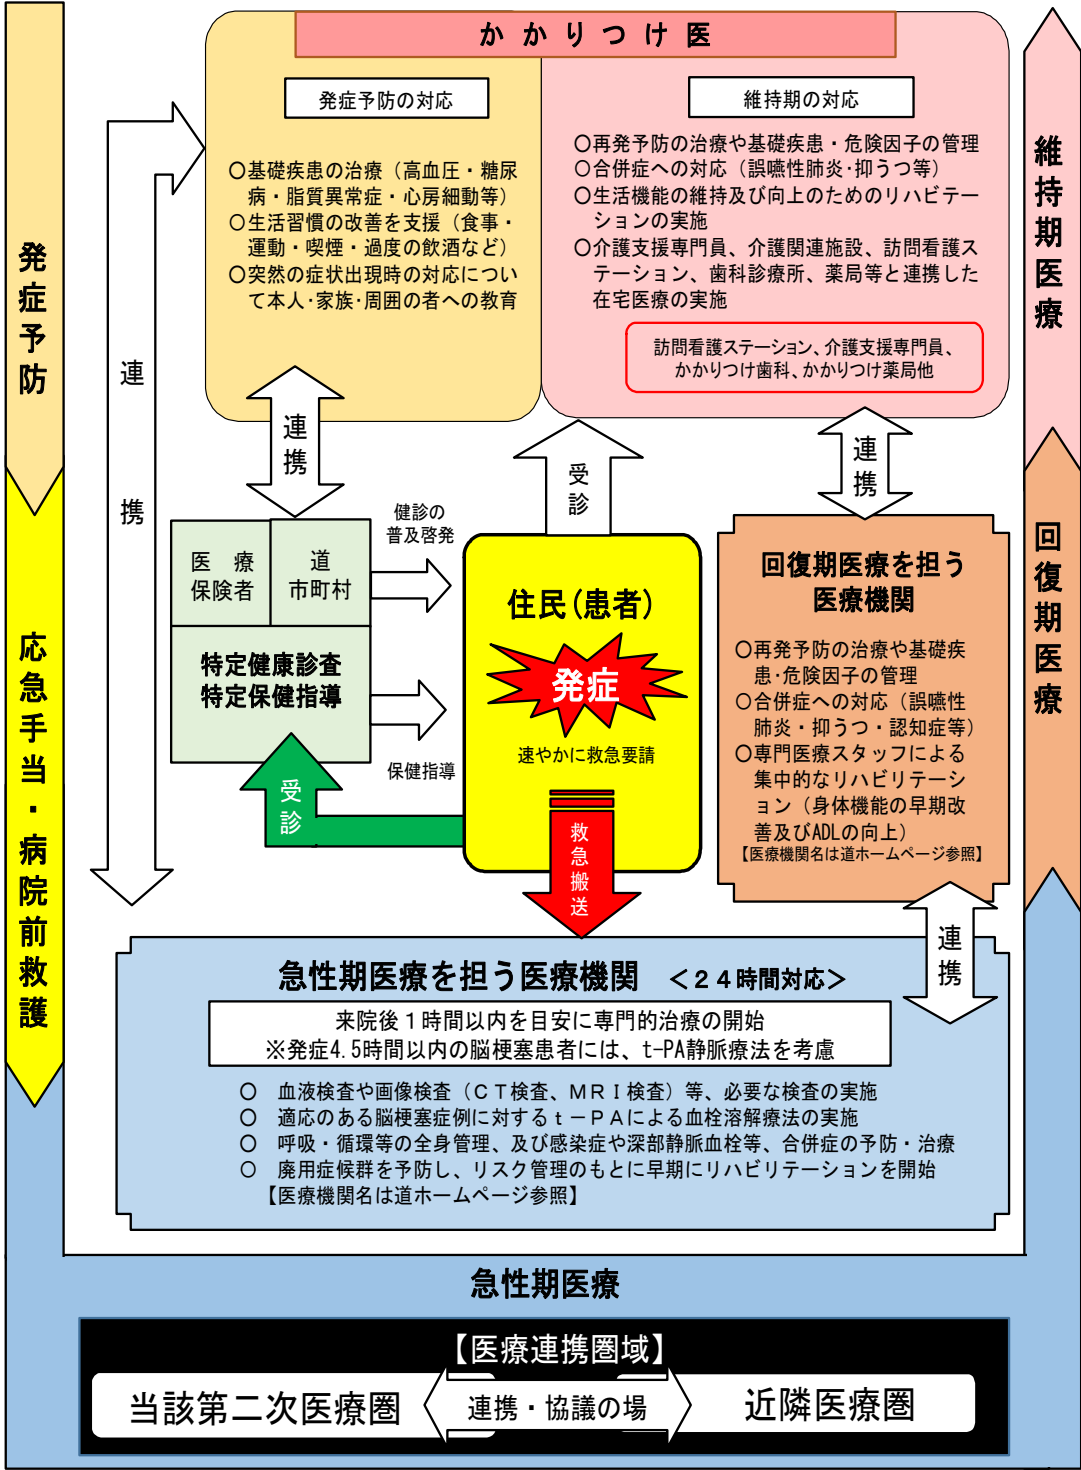 かかりつけ医
発症予防の対応
○基礎疾患の治療（高血圧・糖尿
病・脂質異常症・心房細動等）
○生活習慣の改善を支援（食事・
運動・喫煙・過度の飲酒など）
○突然の症状出現時の対応につい
て本人・家族・周囲の者への教育
維持期の対応
○再発予防の治療や基礎疾患・危険因子の管理
○合併症への対応（誤嚥性肺炎・抑うつ等）
○生活機能の維持及び向上のためのリハビテー
ションの実施
○介護支援専門員、介護関連施設、訪問看護ス
テーション、歯科診療所、薬局等と連携した
在宅医療の実施
訪問看護ステーション、介護支援専門員、
かかりつけ歯科、かかりつけ薬局他
発症予防
応急手当・病院前救護
維持期医療
回復期医療
連携
連携
受診
連携
医療
保険者
道
市町村
特定健康診査
特定保健指導
健診の
普及啓発
保健指導
受診
住民(患者)
発症
速やかに救急要請
救急搬送
回復期医療を担う
医療機関
○再発予防の治療や基礎疾
患・危険因子の管理
○合併症への対応（誤嚥性
肺炎・抑うつ・認知症等）
○専門医療スタッフによる
集中的なリハビリテーシ
ョン（身体機能の早期改
善及びADLの向上）
【医療機関名は道ホームページ参照】
連携
急性期医療を担う医療機関 ＜２４時間対応＞
来院後１時間以内を目安に専門的治療の開始
※発症4.5時間以内の脳梗塞患者には、t-PA静脈療法を考慮
○ 血液検査や画像検査（ＣＴ検査、ＭＲＩ検査）等、必要な検査の実施
○ 適応のある脳梗塞症例に対するｔ－ＰＡによる血栓溶解療法の実施
○ 呼吸・循環等の全身管理、及び感染症や深部静脈血栓等、合併症の予防・治療
○ 廃用症候群を予防し、リスク管理のもとに早期にリハビリテーションを開始
【医療機関名は道ホームページ参照】
急性期医療
【医療連携圏域】
当該第二次医療圏
連携・協議の場
近隣医療圏